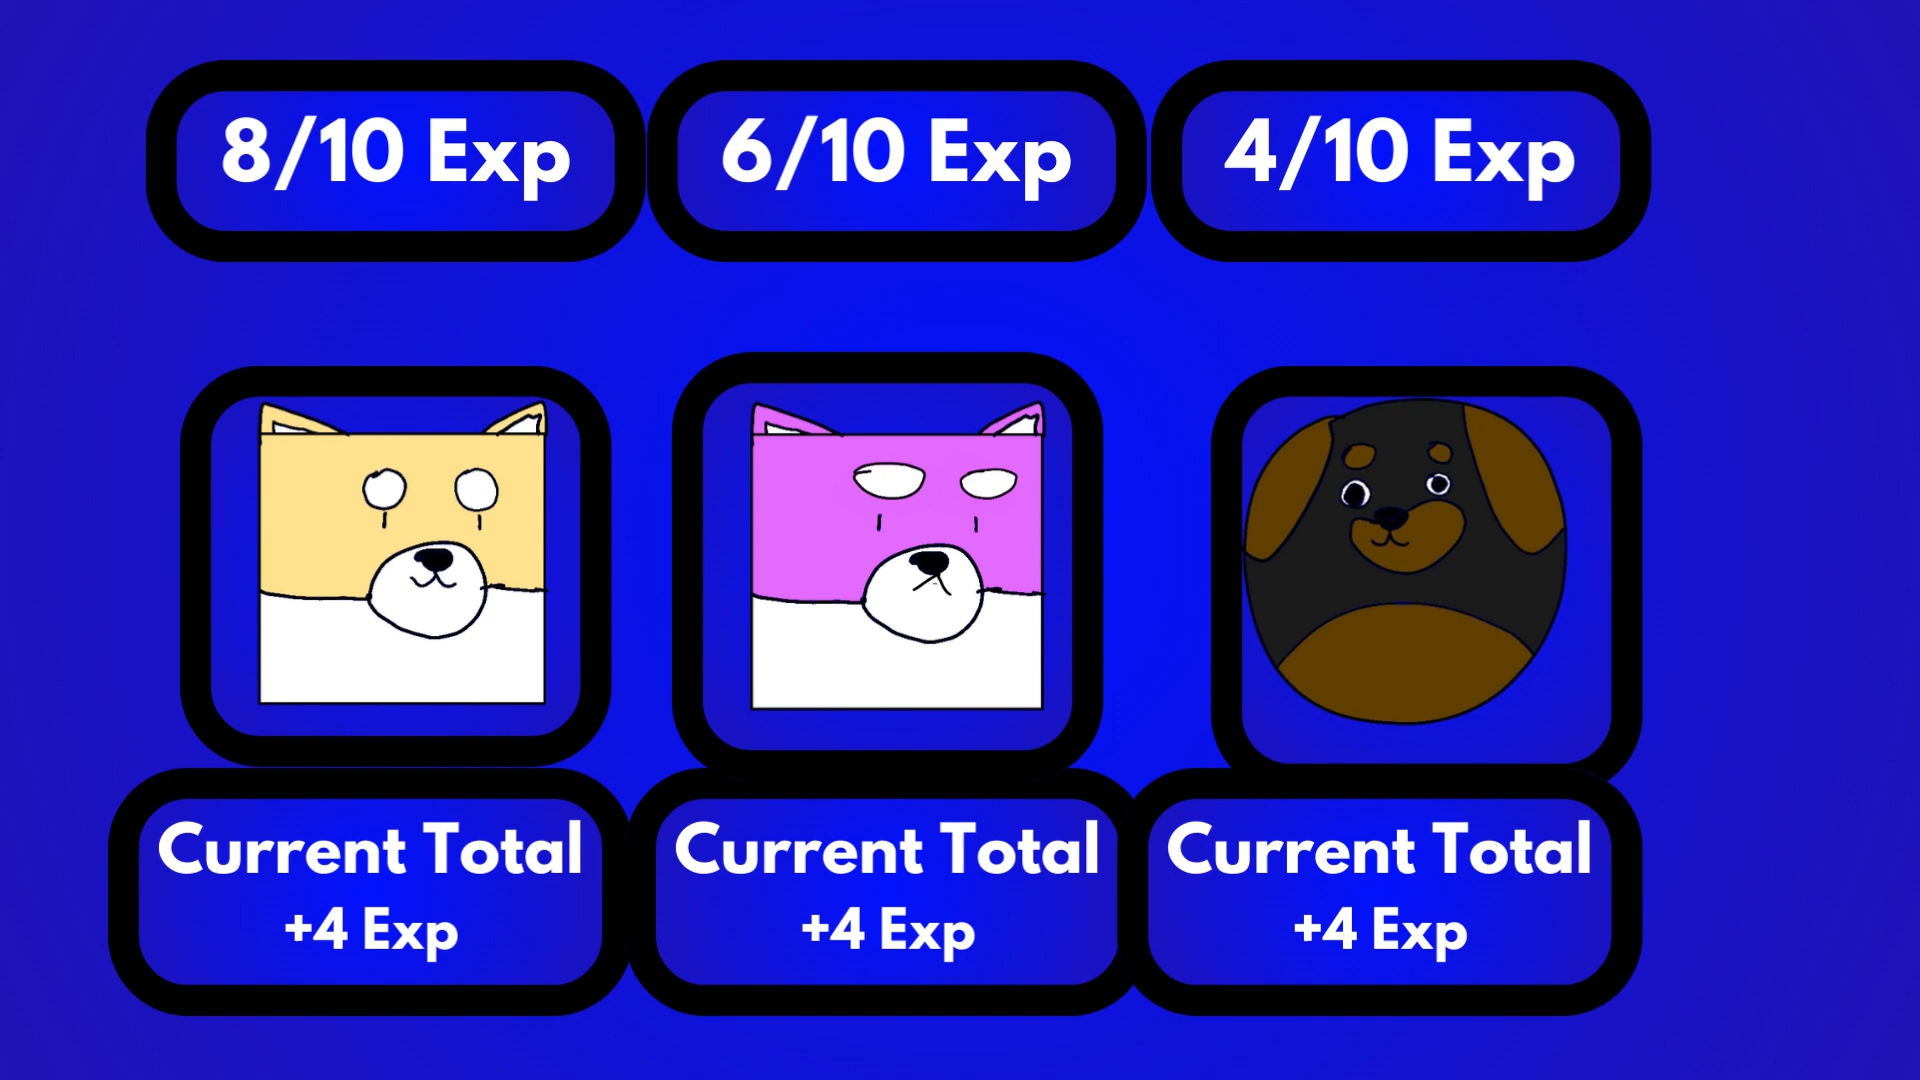 8/10 Exp
6/10 Exp
4/10 Exp
Current Total
+4 Exp
Current Total
+4 Exp
Current Total
+4 Exp